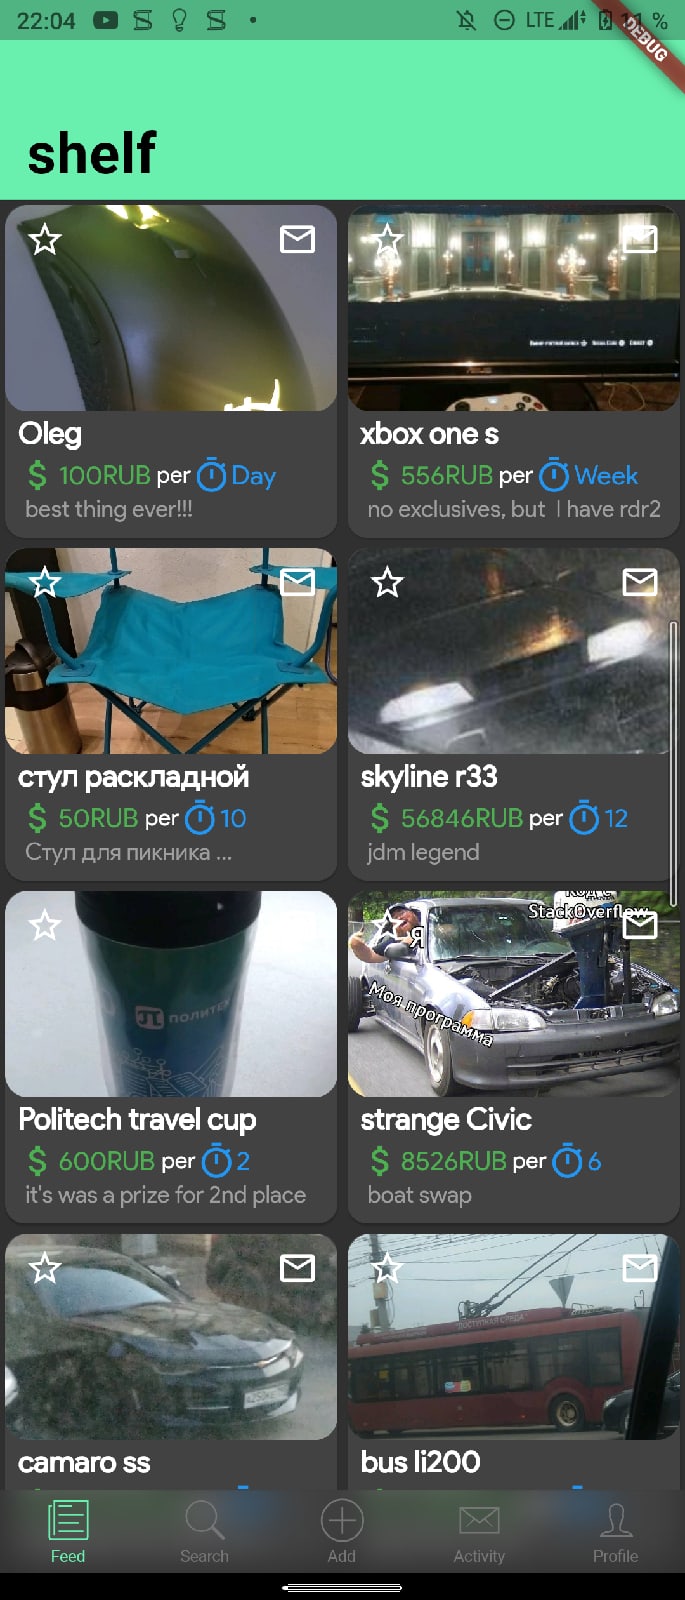 22:04 LTE 11 %
DEBUG
shelf
Oleg
100RUB per Day
best thing ever!!!
xbox one s
556RUB per Week
no exclusives, but I have rdr2
стул раскладной
50RUB per 10
Стул для пикника ...
skyline r33
56846RUB per 12
jdm legend
ПОЛИТЕХ
Politech travel cup
600RUB per 2
it's was a prize for 2nd place
StackOverflow
Я
Моя программа
strange Civic
8526RUB per 6
boat swap
camaro ss
ДОСТУПНАЯ СРЕДА
bus li200
Feed Search Add Activity Profile